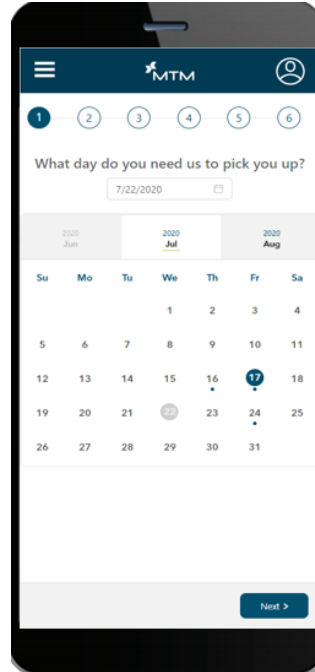 MTM
1 2 3 4 5 6
What day do you need us to pick you up?
7/22/2020
2020 2020 2020
Jun Jul Aug
Su Mo Tu We Th Fr Sa
1 2 3 4
5 6 7 8 9 10 11
12 13 14 15 16 17 18
19 20 21 22 23 24 25
26 27 28 29 30 31
Next >